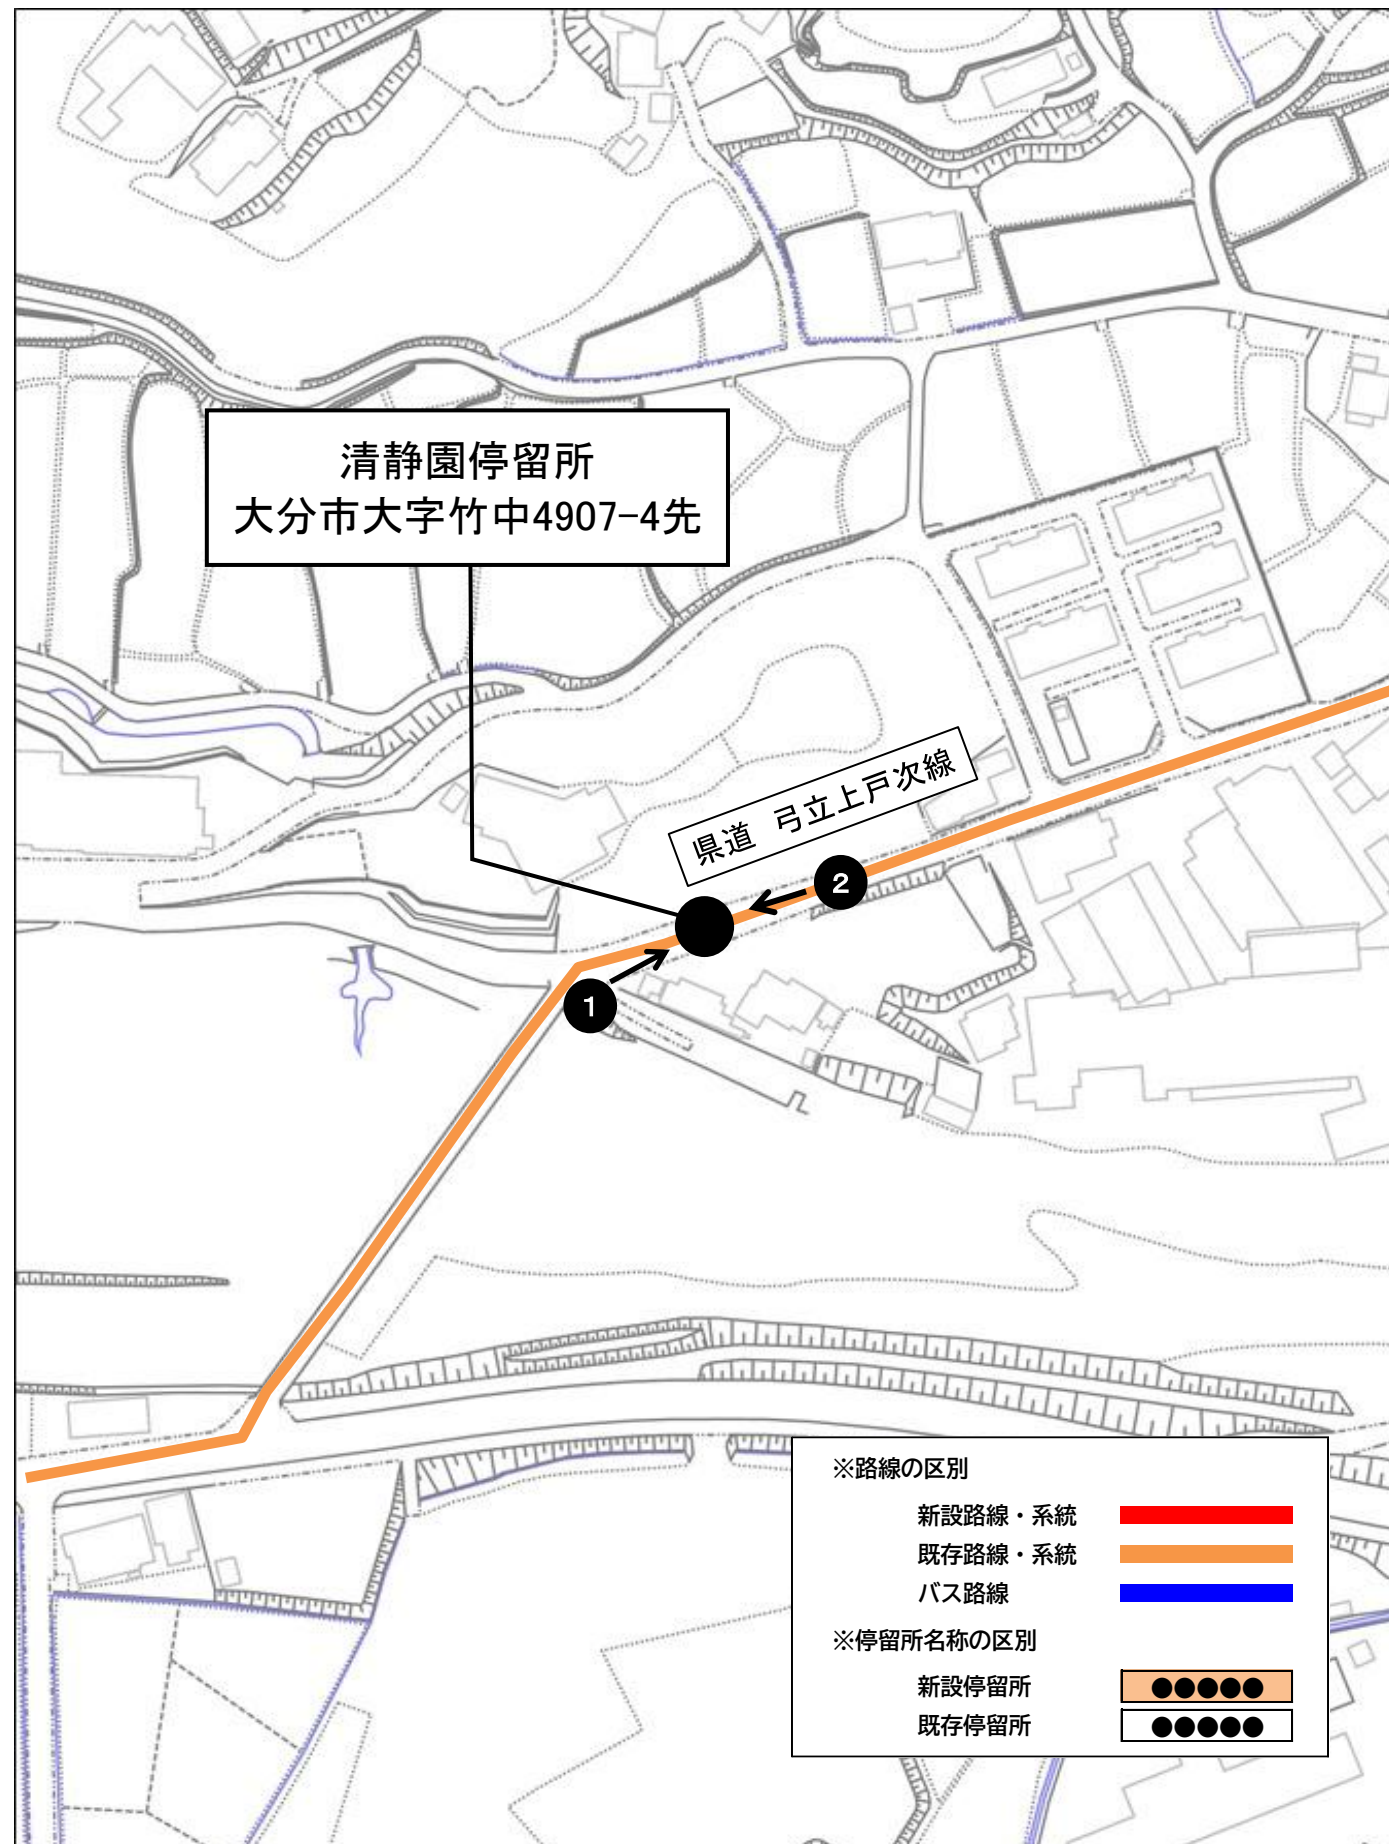 清静園停留所
大分市大字竹中4907-4先
県道 弓立上戸次線
2
1
※路線の区別
新設路線・系統
既存路線・系統
バス路線
※停留所名称の区別
新設停留所 ●●●●●
既存停留所 ●●●●●